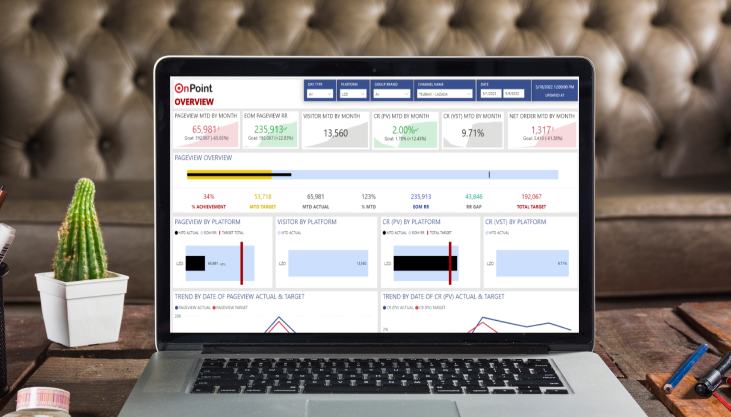 OnPoint
OVERVIEW
DAY TYPE PLATFORM GROUP BRAND CHANNEL NAME DATE
All LZD All 5/1/2022 5/9/2022
5/10/2022 12:00:00 PM
UPDATED AT
PAGEVIEW MTD BY MONTH EOM PAGEVIEW RR VISITOR MTD BY MONTH CR (PV) MTD BY MONTH CR (VST) MTD BY MONTH NET ORDER MTD BY MONTH
65,981! 235,913✓ 13,560 2.00%✓ 9.71% 1,317!
Goal: 192,067 (-65.65%) Goal: 192,067 (+22.83%) Goal: 1.78% (+12.43%)
PAGEVIEW OVERVIEW
34% 53,718 65,981 123% 235,913 43,846 192,067
% ACHIEVEMENT MTD TARGET MTD ACTUAL % MTD EOM RR RR GAP TOTAL TARGET
PAGEVIEW BY PLATFORM VISITOR BY PLATFORM CR (PV) BY PLATFORM CR (VST) BY PLATFORM
MTD ACTUAL EOM RR TARGET TOTAL MTD ACTUAL MTD ACTUAL EOM RR TOTAL TARGET MTD ACTUAL
LZD 65,981 LZD 13,560 LZD LZD 9.71%
TREND BY DATE OF PAGEVIEW ACTUAL & TARGET TREND BY DATE OF CR (PV) ACTUAL & TARGET
PAGEVIEW ACTUAL PAGEVIEW TARGET CR (PV) ACTUAL CR (PV) TARGET
20K 2%